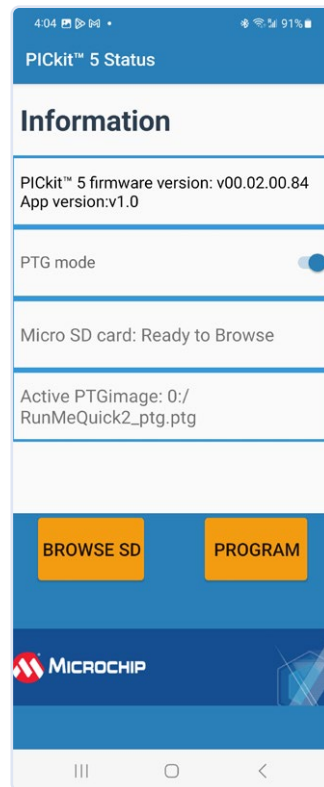 4:04
91%
PICkit™ 5 Status
Information
PICkit™ 5 firmware version: v00.02.00.84
App version:v1.0
PTG mode
Micro SD card: Ready to Browse
Active PTGimage: 0:/
RunMeQuick2_ptg.ptg
BROWSE SD
PROGRAM
MICROCHIP